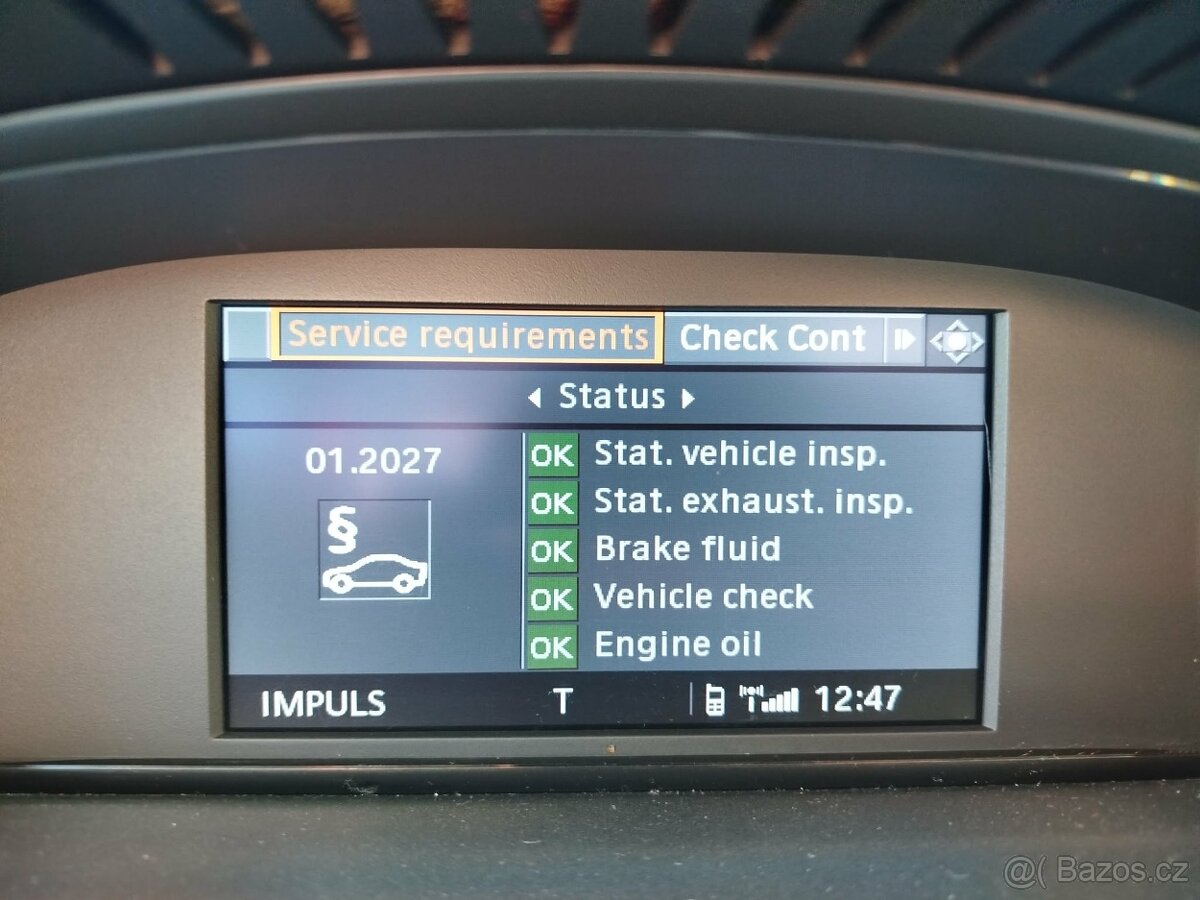 Service requirements Check Cont
Status
01.2027
§
OK Stat. vehicle insp.
OK Stat. exhaust. insp.
OK Brake fluid
OK Vehicle check
OK Engine oil
IMPULS T 12:47
@( Bazos.cz